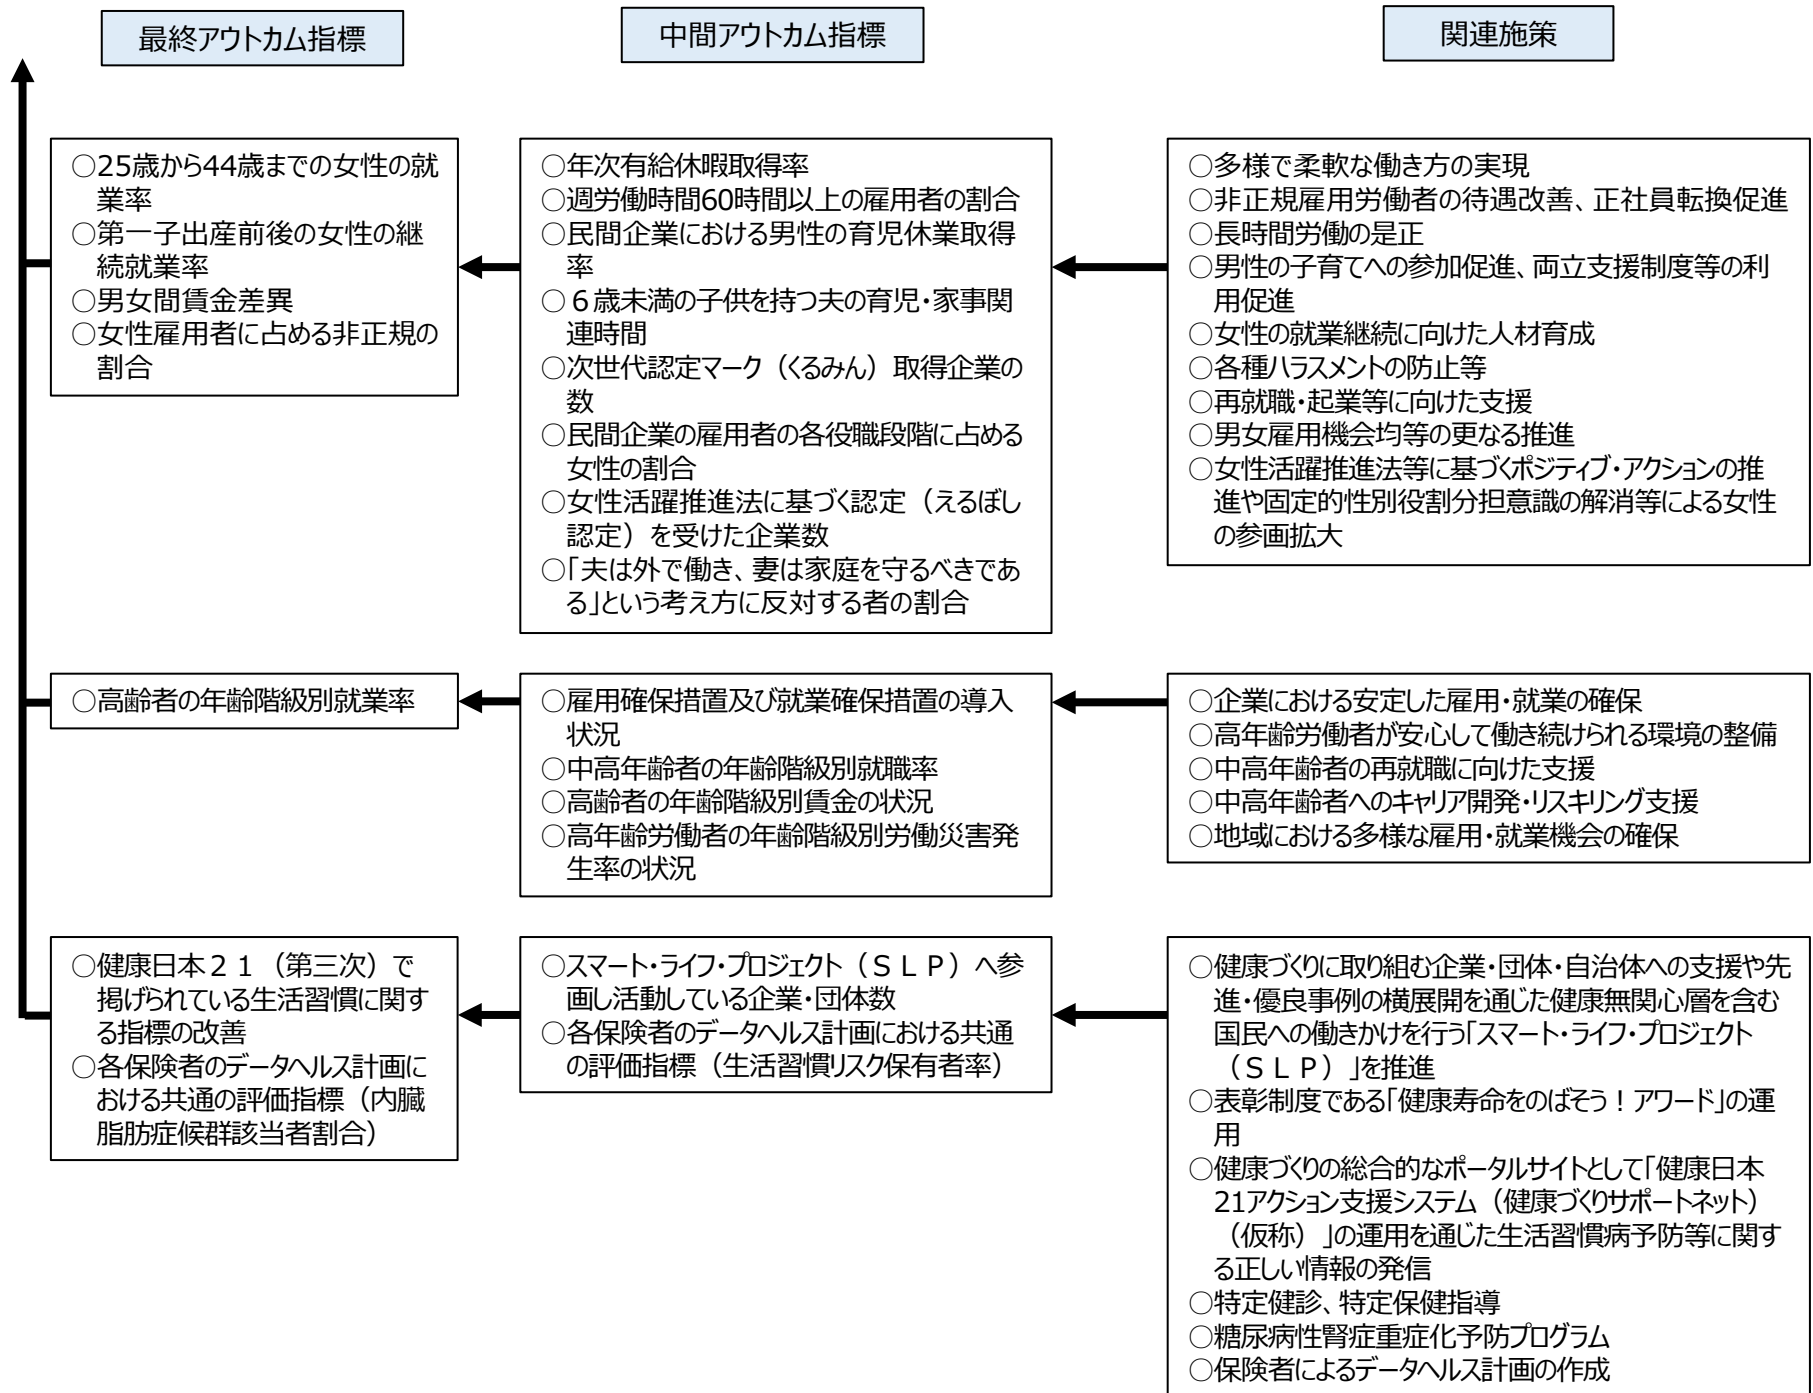 最終アウトカム指標
中間アウトカム指標
関連施策
○25歳から44歳までの女性の就
業率
○第一子出産前後の女性の継
続就業率
○男女間賃金差異
○女性雇用者に占める非正規の
割合
○年次有給休暇取得率
○週労働時間60時間以上の雇用者の割合
○民間企業における男性の育児休業取得
率
○６歳未満の子供を持つ夫の育児・家事関
連時間
○次世代認定マーク（くるみん）取得企業の
数
○民間企業の雇用者の各役職段階に占める
女性の割合
○女性活躍推進法に基づく認定（えるぼし
認定）を受けた企業数
○「夫は外で働き、妻は家庭を守るべきであ
る」という考え方に反対する者の割合
○多様で柔軟な働き方の実現
○非正規雇用労働者の待遇改善、正社員転換促進
○長時間労働の是正
○男性の子育てへの参加促進、両立支援制度等の利
用促進
○女性の就業継続に向けた人材育成
○各種ハラスメントの防止等
○再就職・起業等に向けた支援
○男女雇用機会均等の更なる推進
○女性活躍推進法等に基づくポジティブ・アクションの推
進や固定的性別役割分担意識の解消等による女性
の参画拡大
○高齢者の年齢階級別就業率
○雇用確保措置及び就業確保措置の導入
状況
○中高年齢者の年齢階級別就職率
○高齢者の年齢階級別賃金の状況
○高年齢労働者の年齢階級別労働災害発
生率の状況
○企業における安定した雇用・就業の確保
○高年齢労働者が安心して働き続けられる環境の整備
○中高年齢者の再就職に向けた支援
○中高年齢者へのキャリア開発・リスキリング支援
○地域における多様な雇用・就業機会の確保
○健康日本２１（第三次）で
掲げられている生活習慣に関す
る指標の改善
○各保険者のデータヘルス計画に
おける共通の評価指標（内臓
脂肪症候群該当者割合）
○スマート・ライフ・プロジェクト（ＳＬＰ）へ参
画し活動している企業・団体数
○各保険者のデータヘルス計画における共通
の評価指標（生活習慣リスク保有者率）
○健康づくりに取り組む企業・団体・自治体への支援や先
進・優良事例の横展開を通じた健康無関心層を含む
国民への働きかけを行う「スマート・ライフ・プロジェクト
（ＳＬＰ）」を推進
○表彰制度である「健康寿命をのばそう！アワード」の運
用
○健康づくりの総合的なポータルサイトとして「健康日本
21アクション支援システム（健康づくりサポートネット）
（仮称）」の運用を通じた生活習慣病予防等に関す
る正しい情報の発信
○特定健診、特定保健指導
○糖尿病性腎症重症化予防プログラム
○保険者によるデータヘルス計画の作成